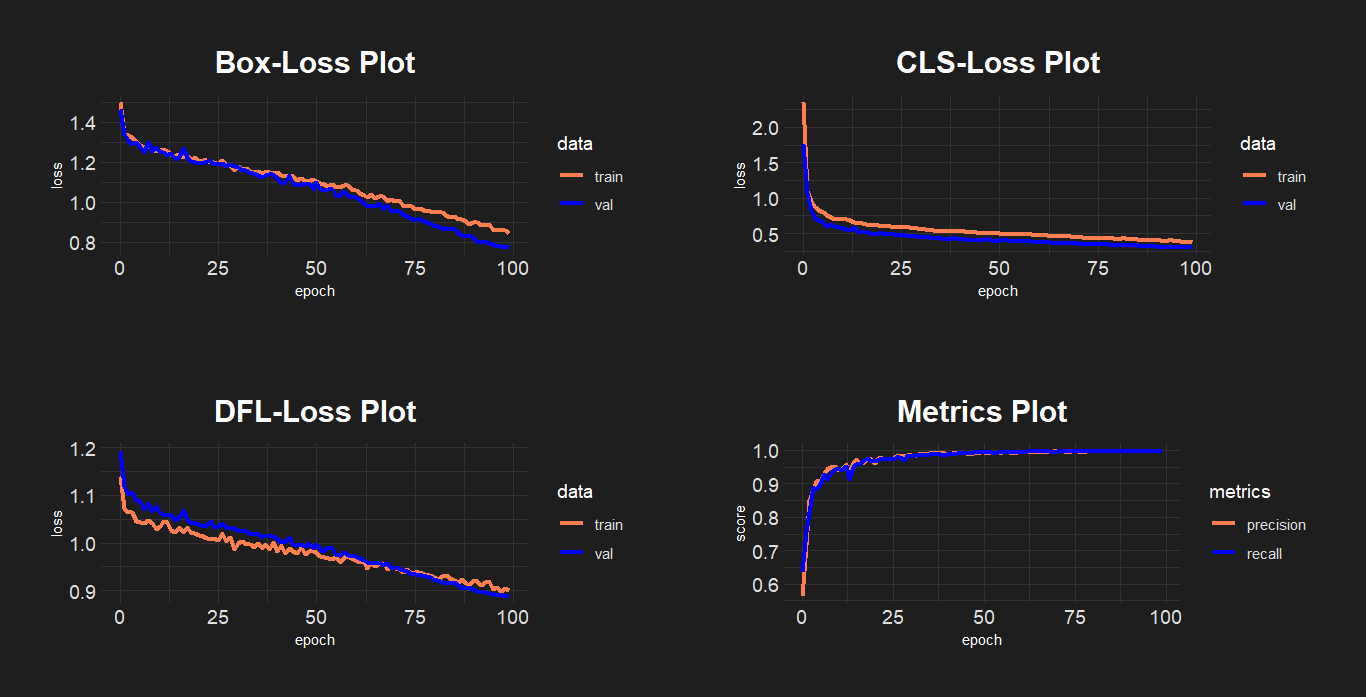 Box-Loss Plot
loss
1.4
1.2
1.0
0.8
0
25
50
75
100
epoch
data
train
val
CLS-Loss Plot
loss
2.0
1.5
1.0
0.5
0
25
50
75
100
epoch
data
train
val
DFL-Loss Plot
loss
1.2
1.1
1.0
0.9
0
25
50
75
100
epoch
data
train
val
Metrics Plot
score
1.0
0.9
0.8
0.7
0.6
0
25
50
75
100
epoch
metrics
precision
recall